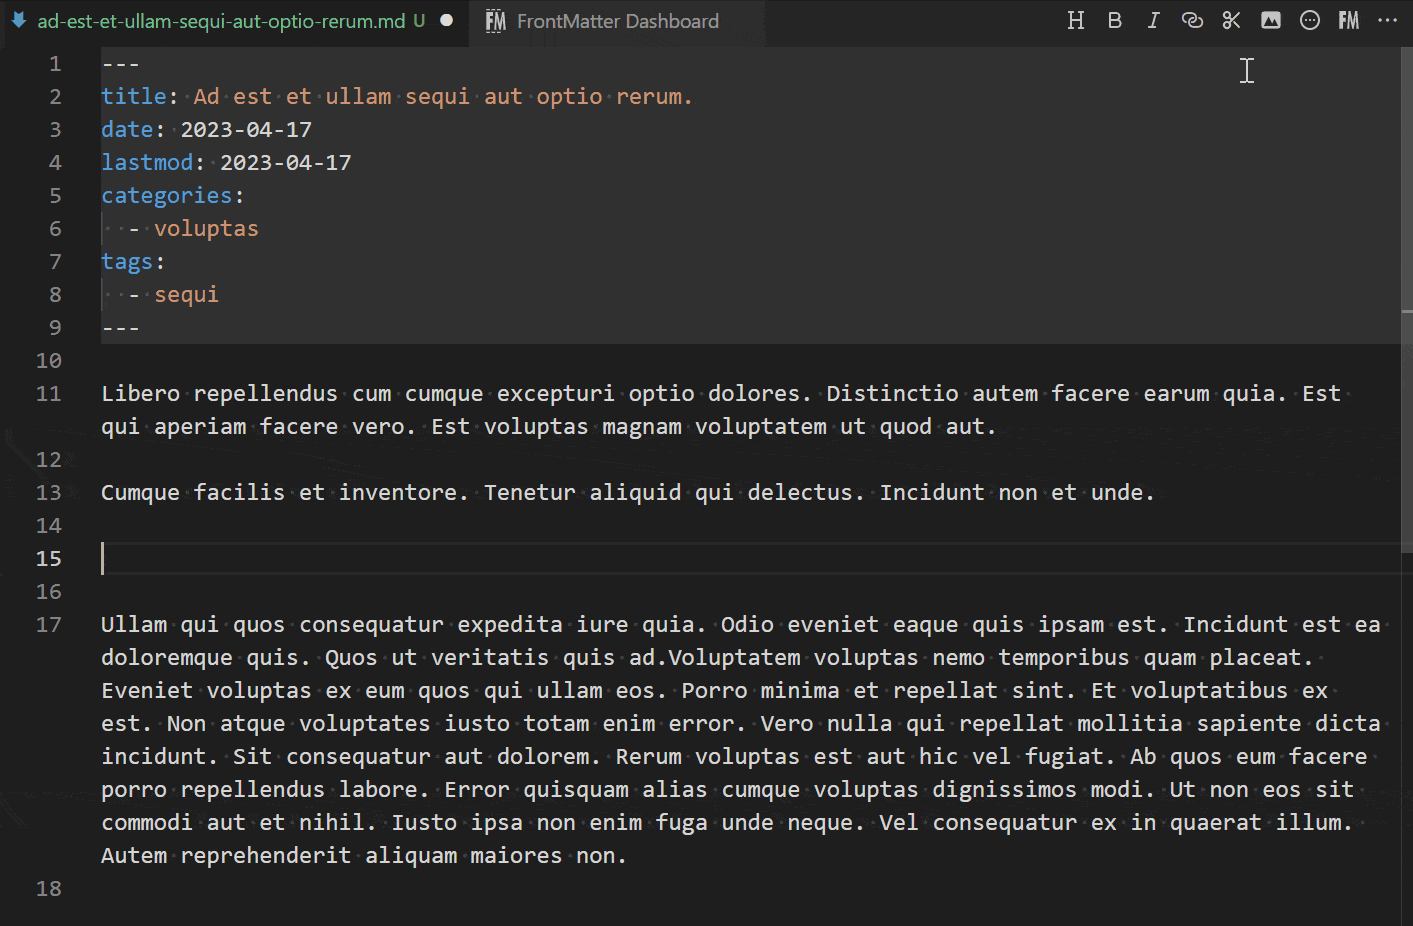 ad-est-et-ullam-sequi-aut-optio-rerum.md U FM FrontMatter Dashboard H B I FM
1 ---
2 title: Ad est et ullam sequi aut optio rerum.
3 date: 2023-04-17
4 lastmod: 2023-04-17
5 categories:
6 - voluptas
7 tags:
8 - sequi
9 ---
10
11 Libero repellendus cum cumque excepturi optio dolores. Distinctio autem facere earum quia. Est
qui aperiam facere vero. Est voluptas magnam voluptatem ut quod aut.
12
13 Cumque facilis et inventore. Tenetur aliquid qui delectus. Incidunt non et unde.
14
15
16
17 Ullam qui quos consequatur expedita iure quia. Odio eveniet eaque quis ipsam est. Incidunt est ea
doloremque quis. Quos ut veritatis quis ad.Voluptatem voluptas nemo temporibus quam placeat.
Eveniet voluptas ex eum quos qui ullam eos. Porro minima et repellat sint. Et voluptatibus ex
est. Non atque voluptates iusto totam enim error. Vero nulla qui repellat mollitia sapiente dicta
incidunt. Sit consequatur aut dolorem. Rerum voluptas est aut hic vel fugiat. Ab quos eum facere
porro repellendus labore. Error quisquam alias cumque voluptas dignissimos modi. Ut non eos sit
commodi aut et nihil. Iusto ipsa non enim fuga unde neque. Vel consequatur ex in quaerat illum.
Autem reprehenderit aliquam maiores non.
18